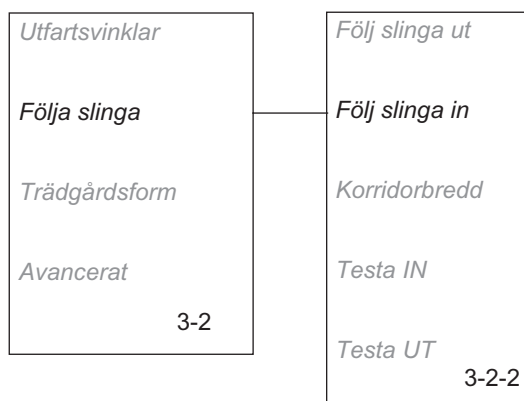 Utfartsvinklar
Följa slinga
Trädgårdsform
Avancerat
3-2
Följ slinga ut
Följ slinga in
Korridorbredd
Testa IN
Testa UT
3-2-2